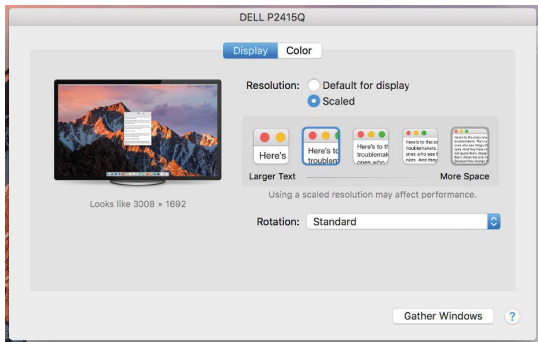 DELL P2415Q
Display Color
Resolution: Default for display
Scaled
Here's
Here's to
troublem
Here's to th
troublemak
ones who
Larger Text
More Space
Using a scaled resolution may affect performance.
Looks like 3008 × 1692
Rotation: Standard
Gather Windows ?